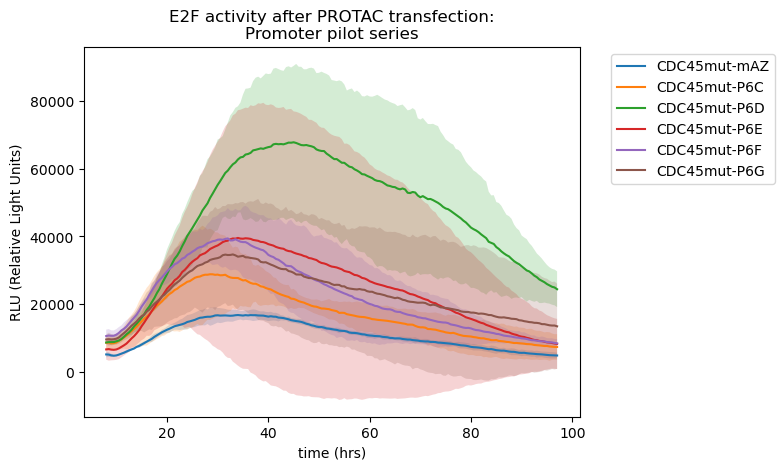 E2F activity after PROTAC transfection:
Promoter pilot series
RLU (Relative Light Units)
80000
60000
40000
20000
0
20
40
60
80
100
time (hrs)
CDC45mut-mAZ
CDC45mut-P6C
CDC45mut-P6D
CDC45mut-P6E
CDC45mut-P6F
CDC45mut-P6G